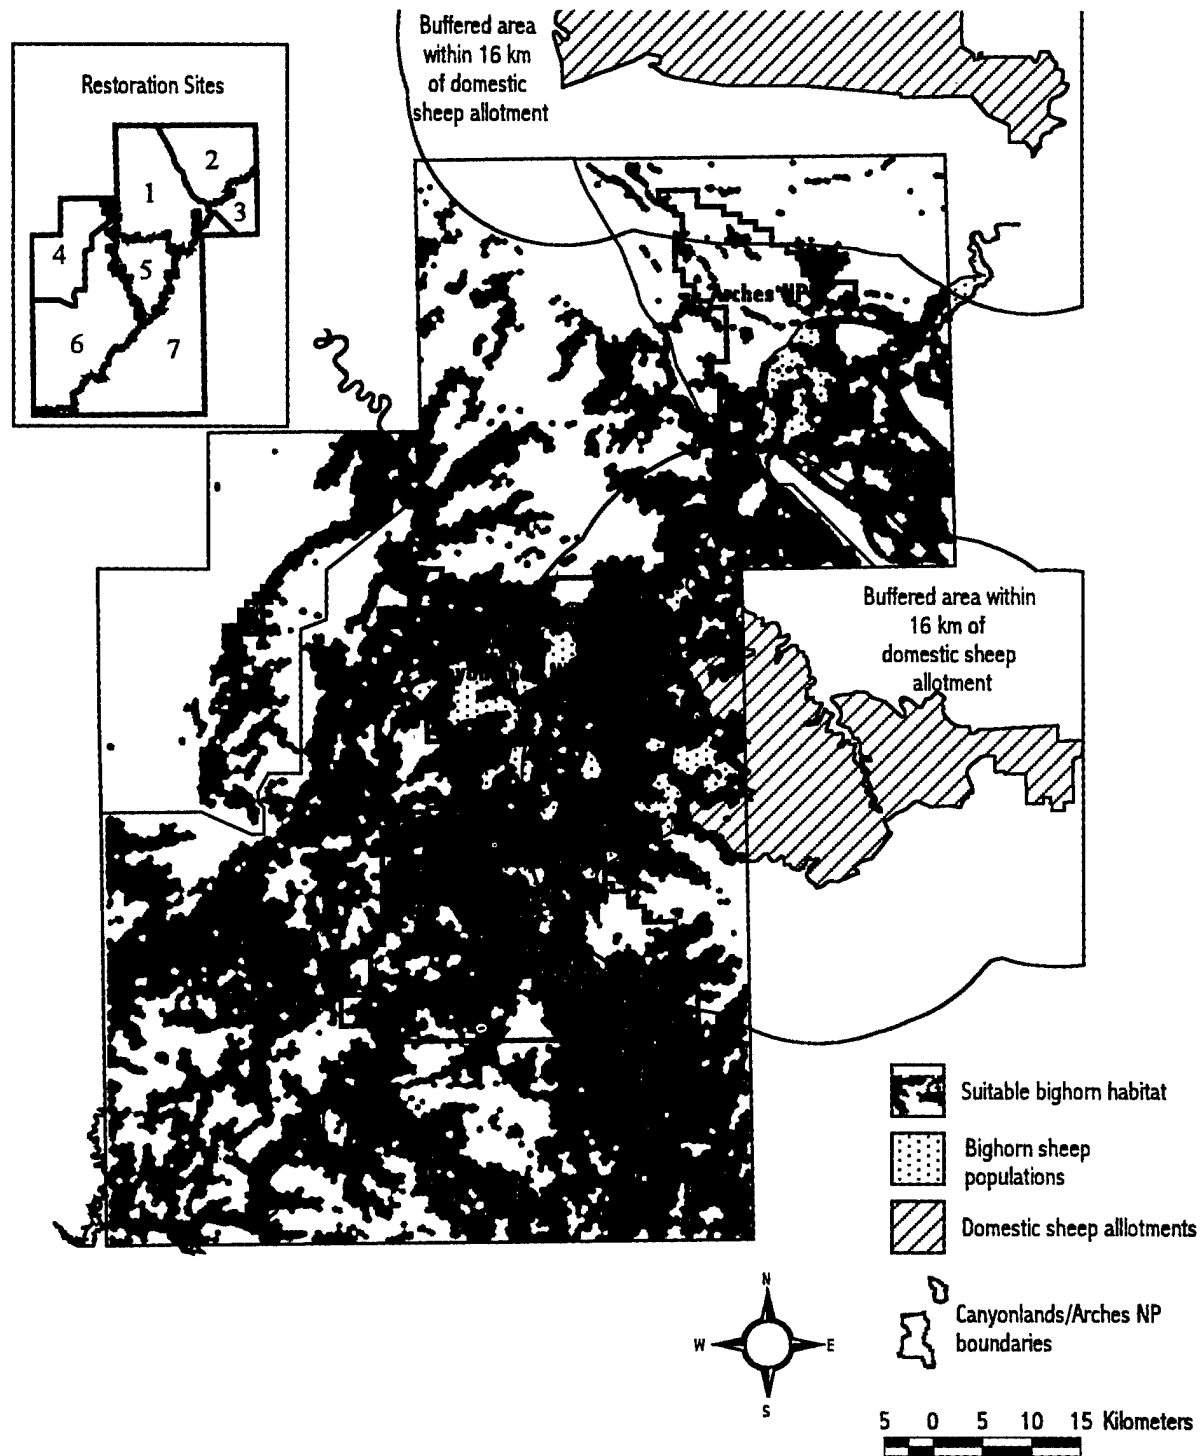 Buffered area
within 16 km
of domestic
sheep allotment
Restoration Sites
1
2
3
4
5
6
7
Arches NP
Buffered area within
16 km of
domestic sheep
allotment
Suitable bighorn habitat
Bighorn sheep
populations
Domestic sheep alllotments
Canyonlands/Arches NP
boundaries
N
W
E
S
5 0 5 10 15 Kilometers